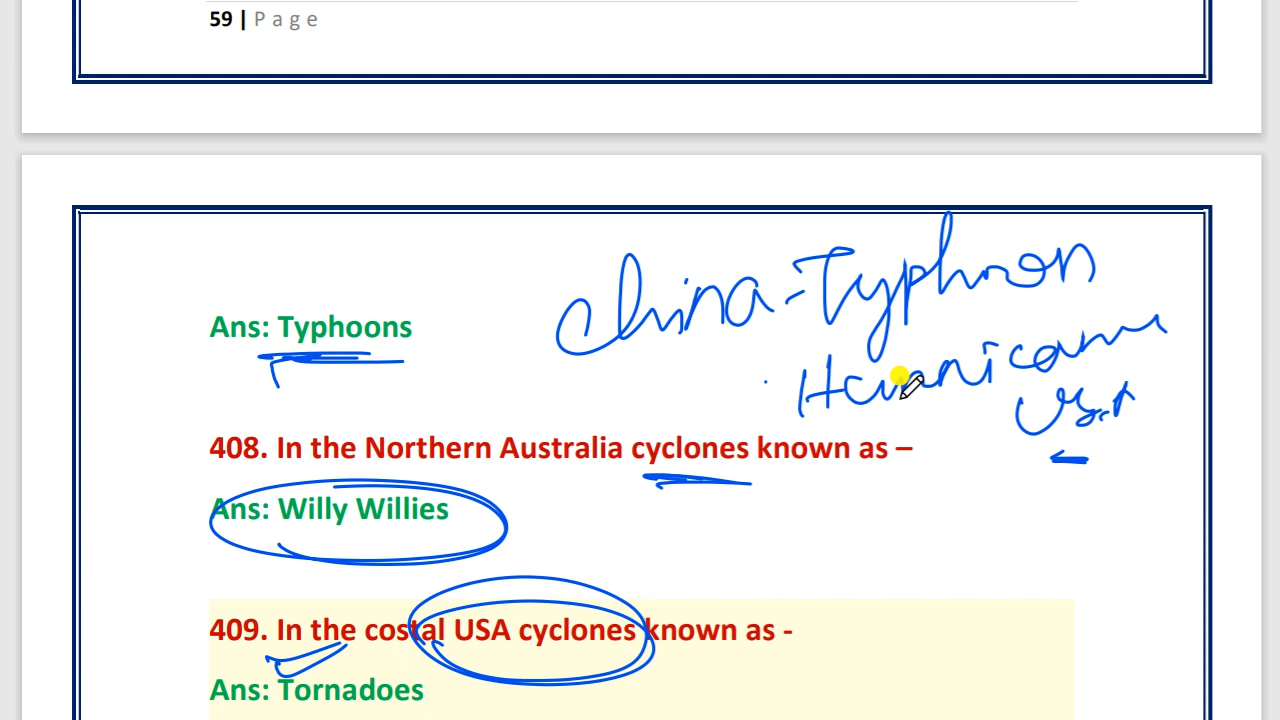 59 | Page
China - Typhoon
Ans: Typhoons
Hurricane
USA
408. In the Northern Australia cyclones known as –
Ans: Willy Willies
409. In the costal USA cyclones known as -
Ans: Tornadoes